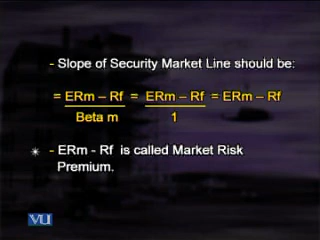 - Slope of Security Market Line should be:
= ERm – Rf = ERm – Rf = ERm – Rf
Beta m 1
- ERm - Rf is called Market Risk
Premium.
VU